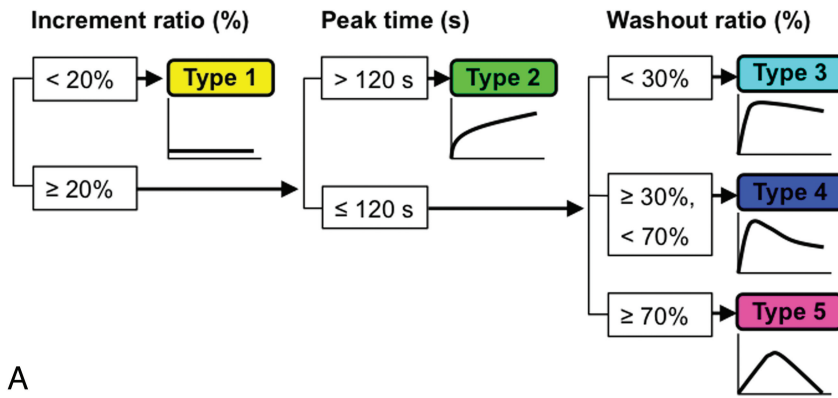 Increment ratio (%)
Peak time (s)
Washout ratio (%)
< 20%
Type 1
> 120 s
Type 2
< 30%
Type 3
≥ 20%
≤ 120 s
≥ 30%,
< 70%
Type 4
≥ 70%
Type 5
A